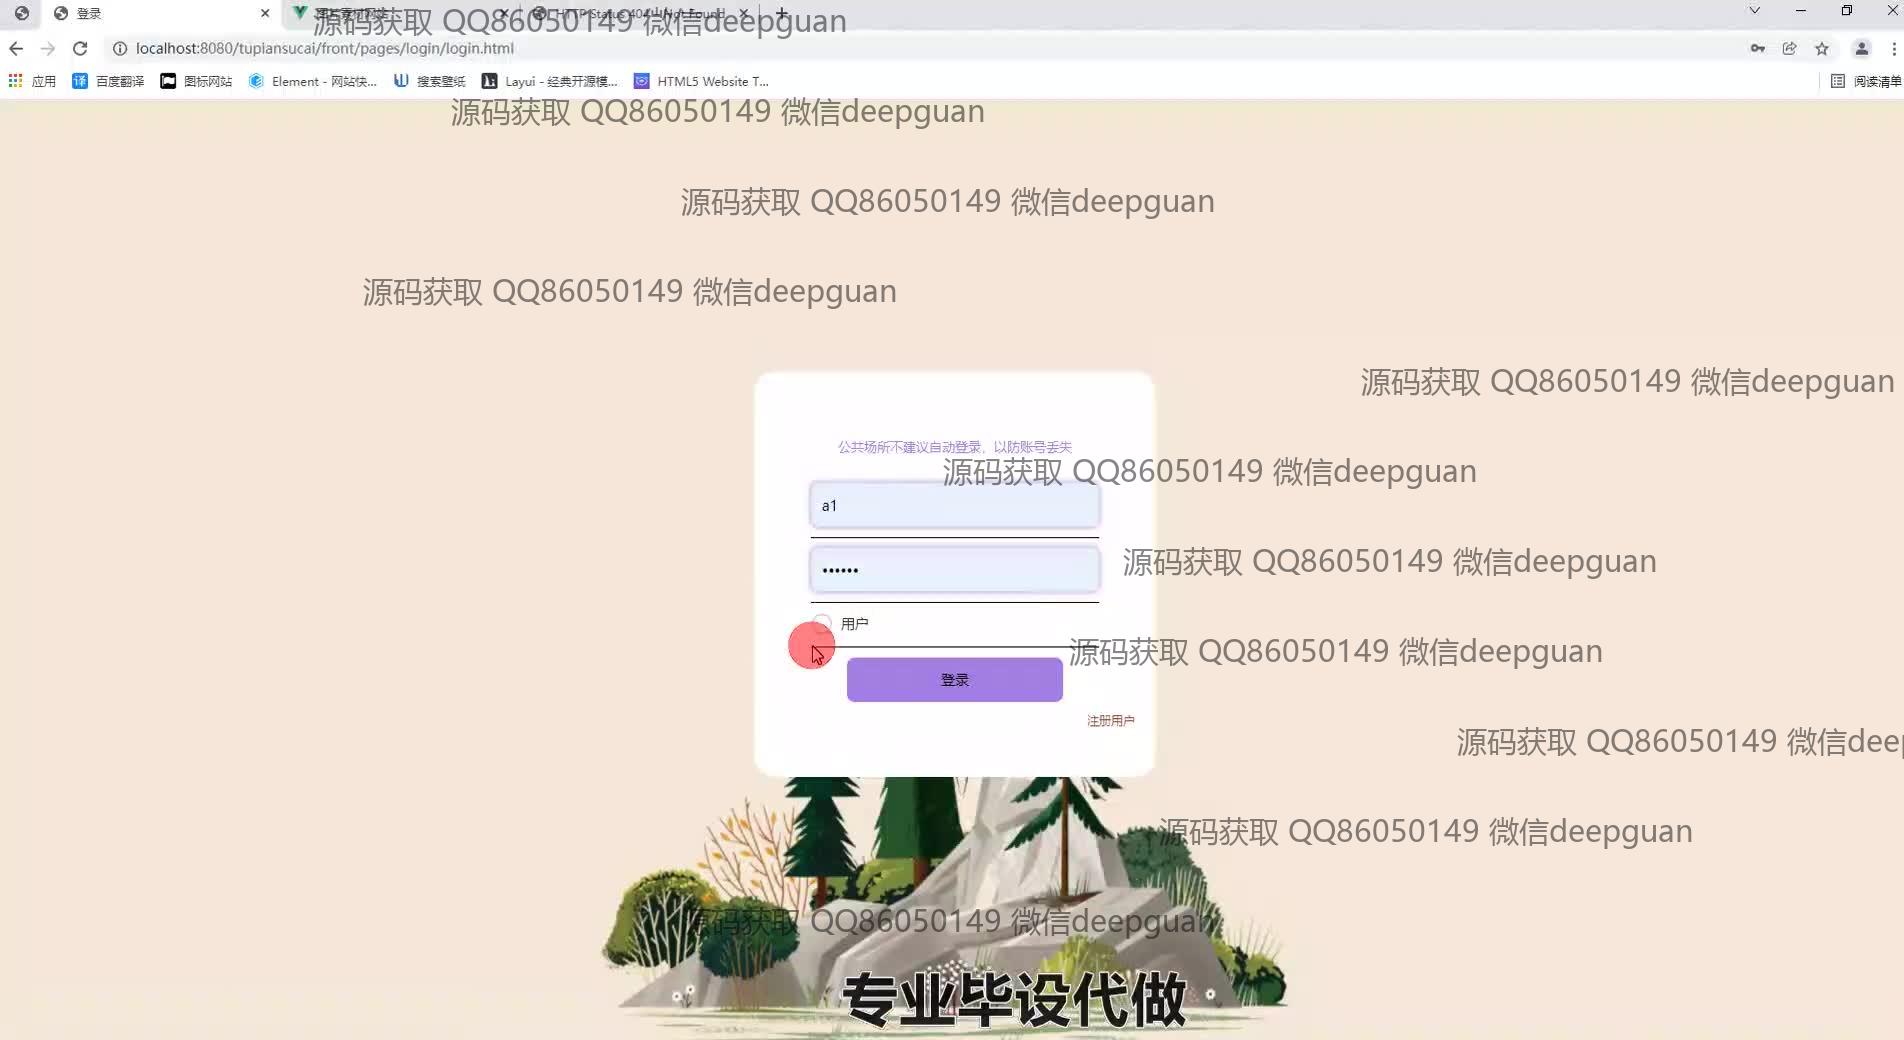 登录
图片素材网站
HTTP Status 404 – Not Found
源码获取 QQ86050149 微信deepguan
localhost:8080/tupiansucai/front/pages/login/login.html
应用
百度翻译
图标网站
Element - 网站快...
搜索壁纸
Layui - 经典开源模...
HTML5 Website T...
阅读清单
源码获取 QQ86050149 微信deepguan
源码获取 QQ86050149 微信deepguan
源码获取 QQ86050149 微信deepguan
源码获取 QQ86050149 微信deepguan
公共场所不建议自动登录，以防账号丢失
源码获取 QQ86050149 微信deepguan
a1
源码获取 QQ86050149 微信deepguan
••••••
用户
源码获取 QQ86050149 微信deepguan
登录
注册用户
源码获取 QQ86050149 微信deep
源码获取 QQ86050149 微信deepguan
源码获取 QQ86050149 微信deepguan
专业毕设代做